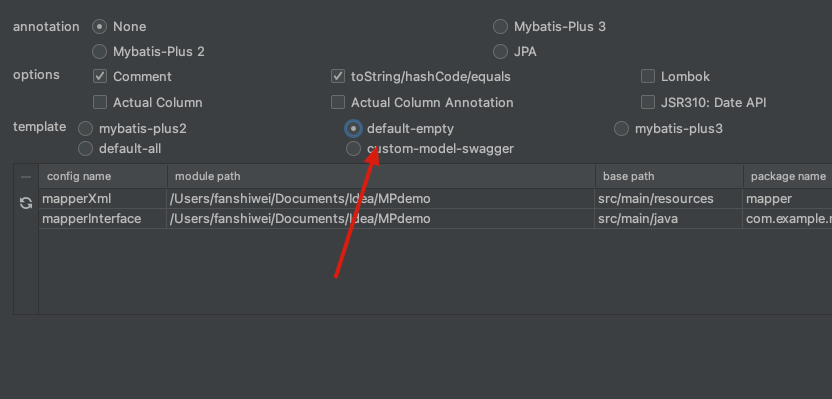 annotation None Mybatis-Plus 3
Mybatis-Plus 2 JPA
options Comment toString/hashCode/equals Lombok
Actual Column Actual Column Annotation JSR310: Date API
template mybatis-plus2 default-empty mybatis-plus3
default-all custom-model-swagger
config name module path base path package name
mapperXml /Users/fanshiwei/Documents/Idea/MPdemo src/main/resources mapper
mapperInterface /Users/fanshiwei/Documents/Idea/MPdemo src/main/java com.example.